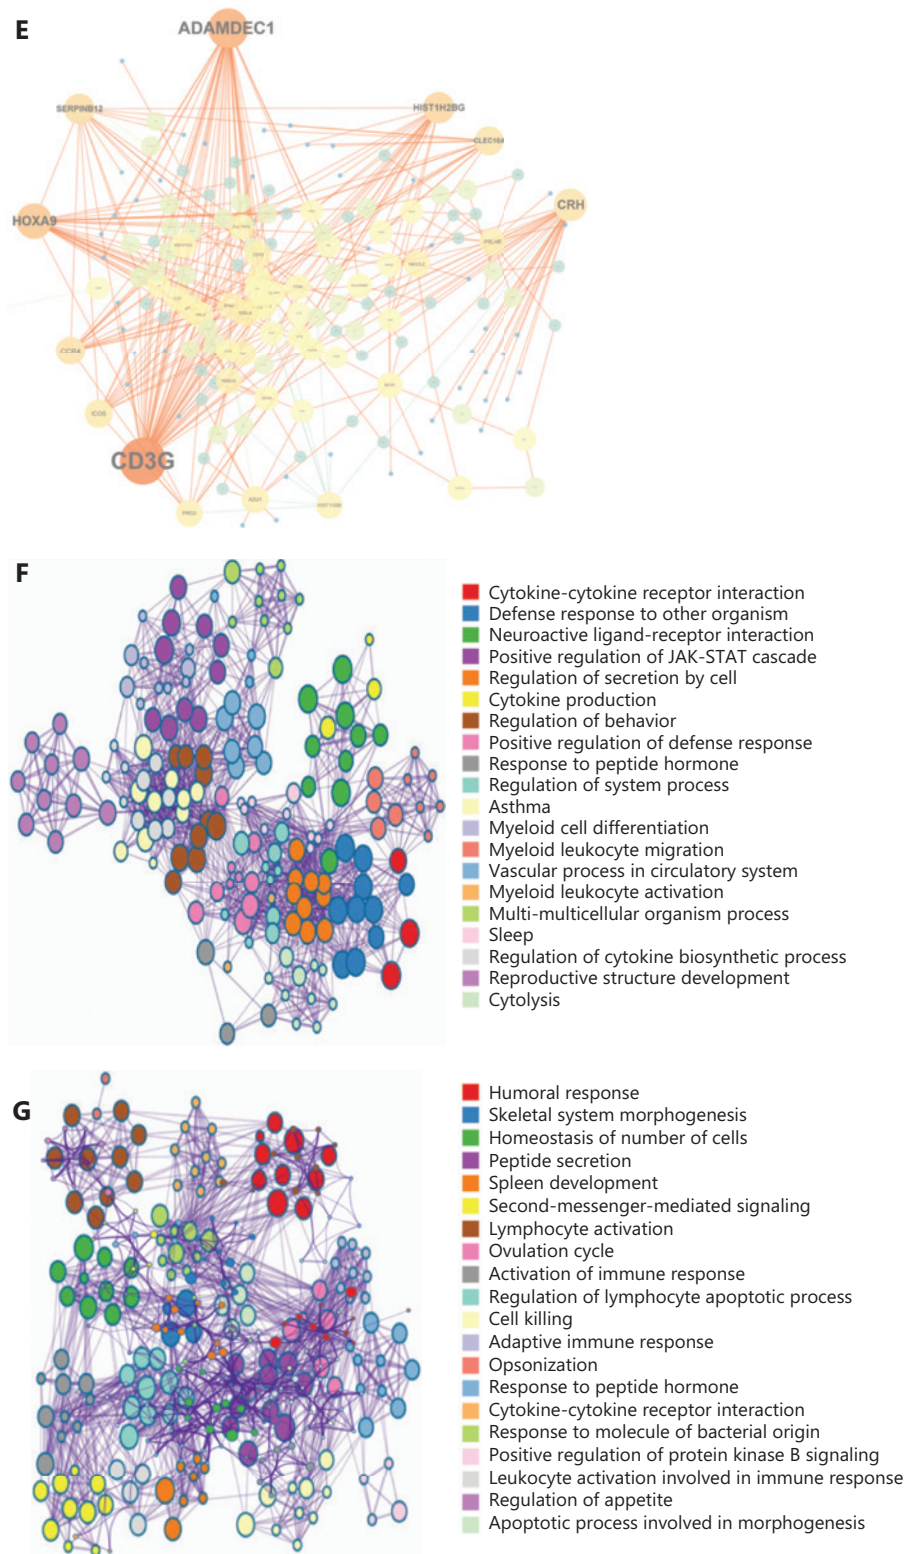 E
ADAMDEC1
SERPINB12
HIST1H2BG
CLEC18A
CRH
HOXA9
ICOS
CD3G
AZU1
F
Cytokine-cytokine receptor interaction
Defense response to other organism
Neuroactive ligand-receptor interaction
Positive regulation of JAK-STAT cascade
Regulation of secretion by cell
Cytokine production
Regulation of behavior
Positive regulation of defense response
Response to peptide hormone
Regulation of system process
Asthma
Myeloid cell differentiation
Myeloid leukocyte migration
Vascular process in circulatory system
Myeloid leukocyte activation
Multi-multicellular organism process
Sleep
Regulation of cytokine biosynthetic process
Reproductive structure development
Cytolysis
G
Humoral response
Skeletal system morphogenesis
Homeostasis of number of cells
Peptide secretion
Spleen development
Second-messenger-mediated signaling
Lymphocyte activation
Ovulation cycle
Activation of immune response
Regulation of lymphocyte apoptotic process
Cell killing
Adaptive immune response
Opsonization
Response to peptide hormone
Cytokine-cytokine receptor interaction
Response to molecule of bacterial origin
Positive regulation of protein kinase B signaling
Leukocyte activation involved in immune response
Regulation of appetite
Apoptotic process involved in morphogenesis